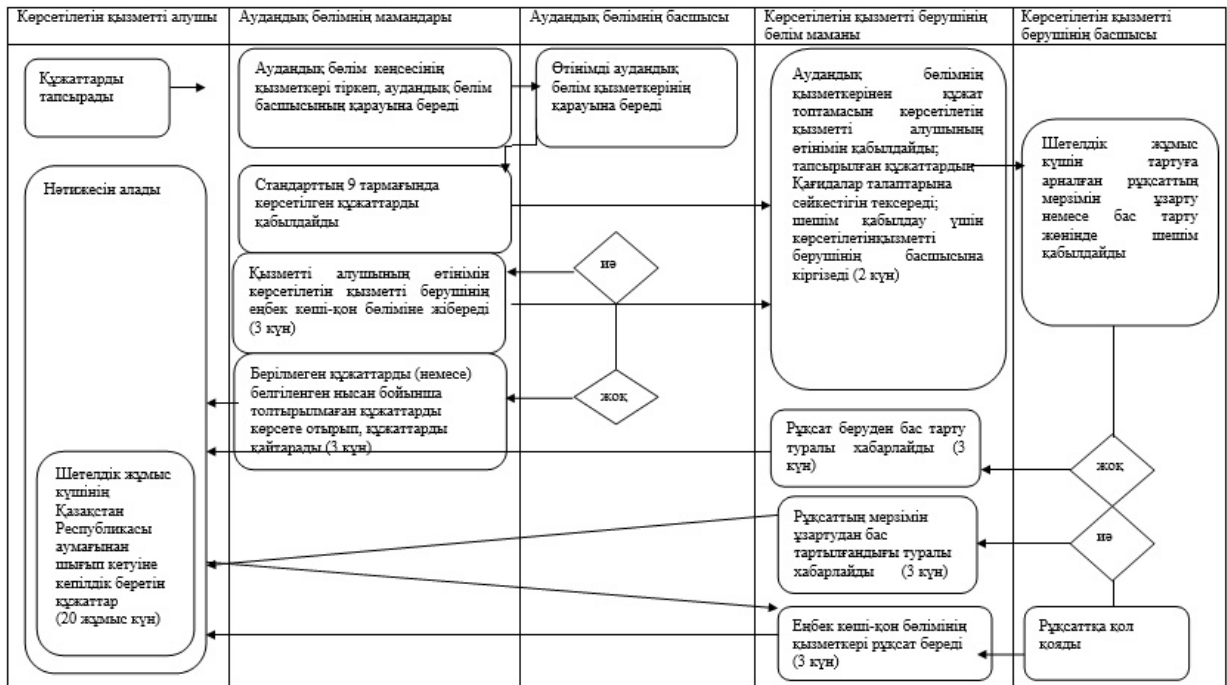 Көрсетілетін қызметті алушы
Аудандық бөлімнің мамандары
Аудандық бөлімнің басшысы
Көрсетілетін қызметті берушінің
бөлім маманы
Көрсетілетін қызметті
берушінің басшысы
Құжаттарды
тапсырады
Аудандық бөлім кеңсесінің
қызметкері тіркеп, аудандық бөлім
басшысының қарауына береді
Өтінімді аудандық
бөлім қызметкерінің
қарауына береді
Аудандық бөлімнің
қызметкерінен құжат
топтамасын көрсетілетін
қызметті алушының
өтінімін қабылдайды;
тапсырылған құжаттардың
Қағидалар талаптарына
сәйкестігін тексереді;
шешім қабылдау үшін
көрсетілетінқызметті
берушінің басшысына
кіргізеді (2 күн)
Шетелдік жұмыс
күшін тартуға
арналған рұқсаттың
мерзімін ұзарту
немесе бас тарту
жөнінде шешім
қабылдайды
Нәтижесін алады
Стандарттың 9 тармағында
көрсетілген құжаттарды
қабылдайды
иә
Қызметті алушының өтінімін
көрсетілетін қызметті берушінің
еңбек көші-қон бөліміне жібереді
(3 күн)
Берілмеген құжаттарды (немесе)
белгіленген нысан бойынша
толтырылмаған құжаттарды
көрсете отырып, құжаттарды
қайтарады (3 күн)
жоқ
Рұқсат беруден бас тарту
туралы хабарлайды (3
күн)
жоқ
Шетелдік жұмыс
күшінің
Қазақстан
Республикасы
аумағынан
шығып кетуіне
кепілдік беретін
құжаттар
(20 жұмыс күн)
Рұқсаттың мерзімін
ұзартудан бас
тартылғандығы туралы
хабарлайды (3 күн)
иә
Еңбек көші-қон бөлімінің
қызметкері рұқсат береді
(3 күн)
Рұқсатқа қол
қояды